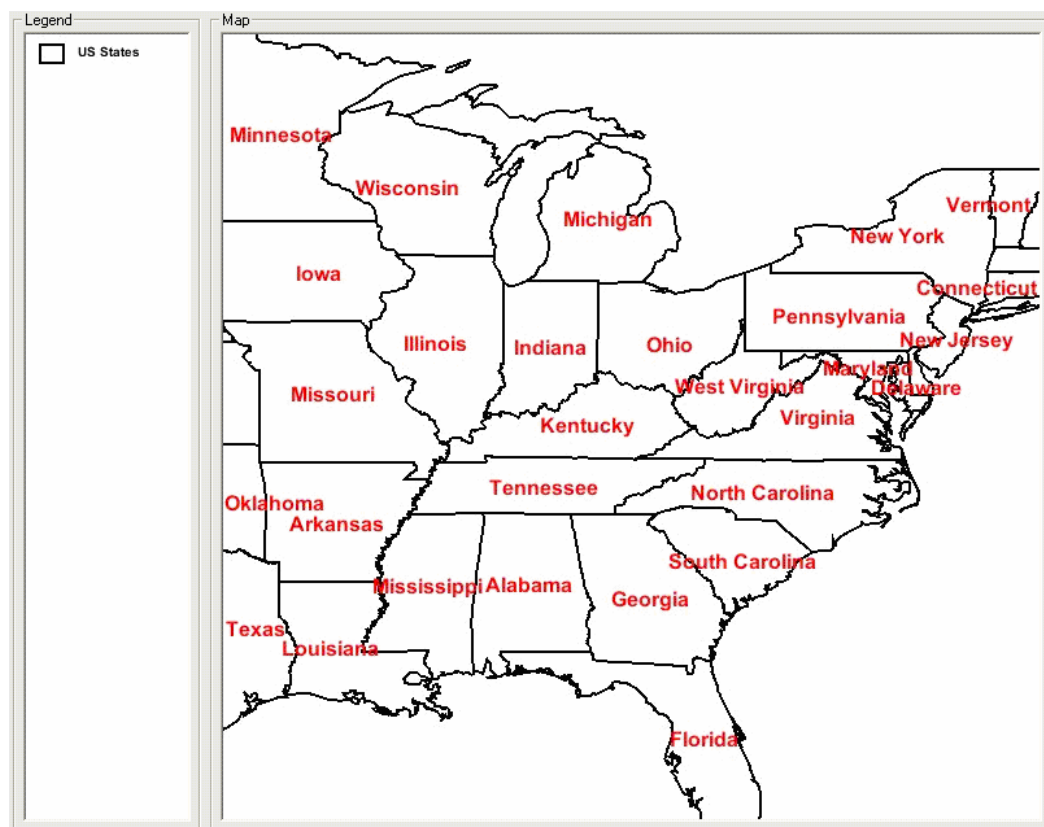 Legend
Map
US States
Minnesota
Wisconsin
Michigan
Vermont
New York
Iowa
Connecticut
Pennsylvania
New Jersey
Illinois
Indiana
Ohio
Maryland
Delaware
West Virginia
Missouri
Virginia
Kentucky
Tennessee
North Carolina
Oklahoma
Arkansas
South Carolina
Mississippi
Alabama
Georgia
Texas
Louisiana
Florida